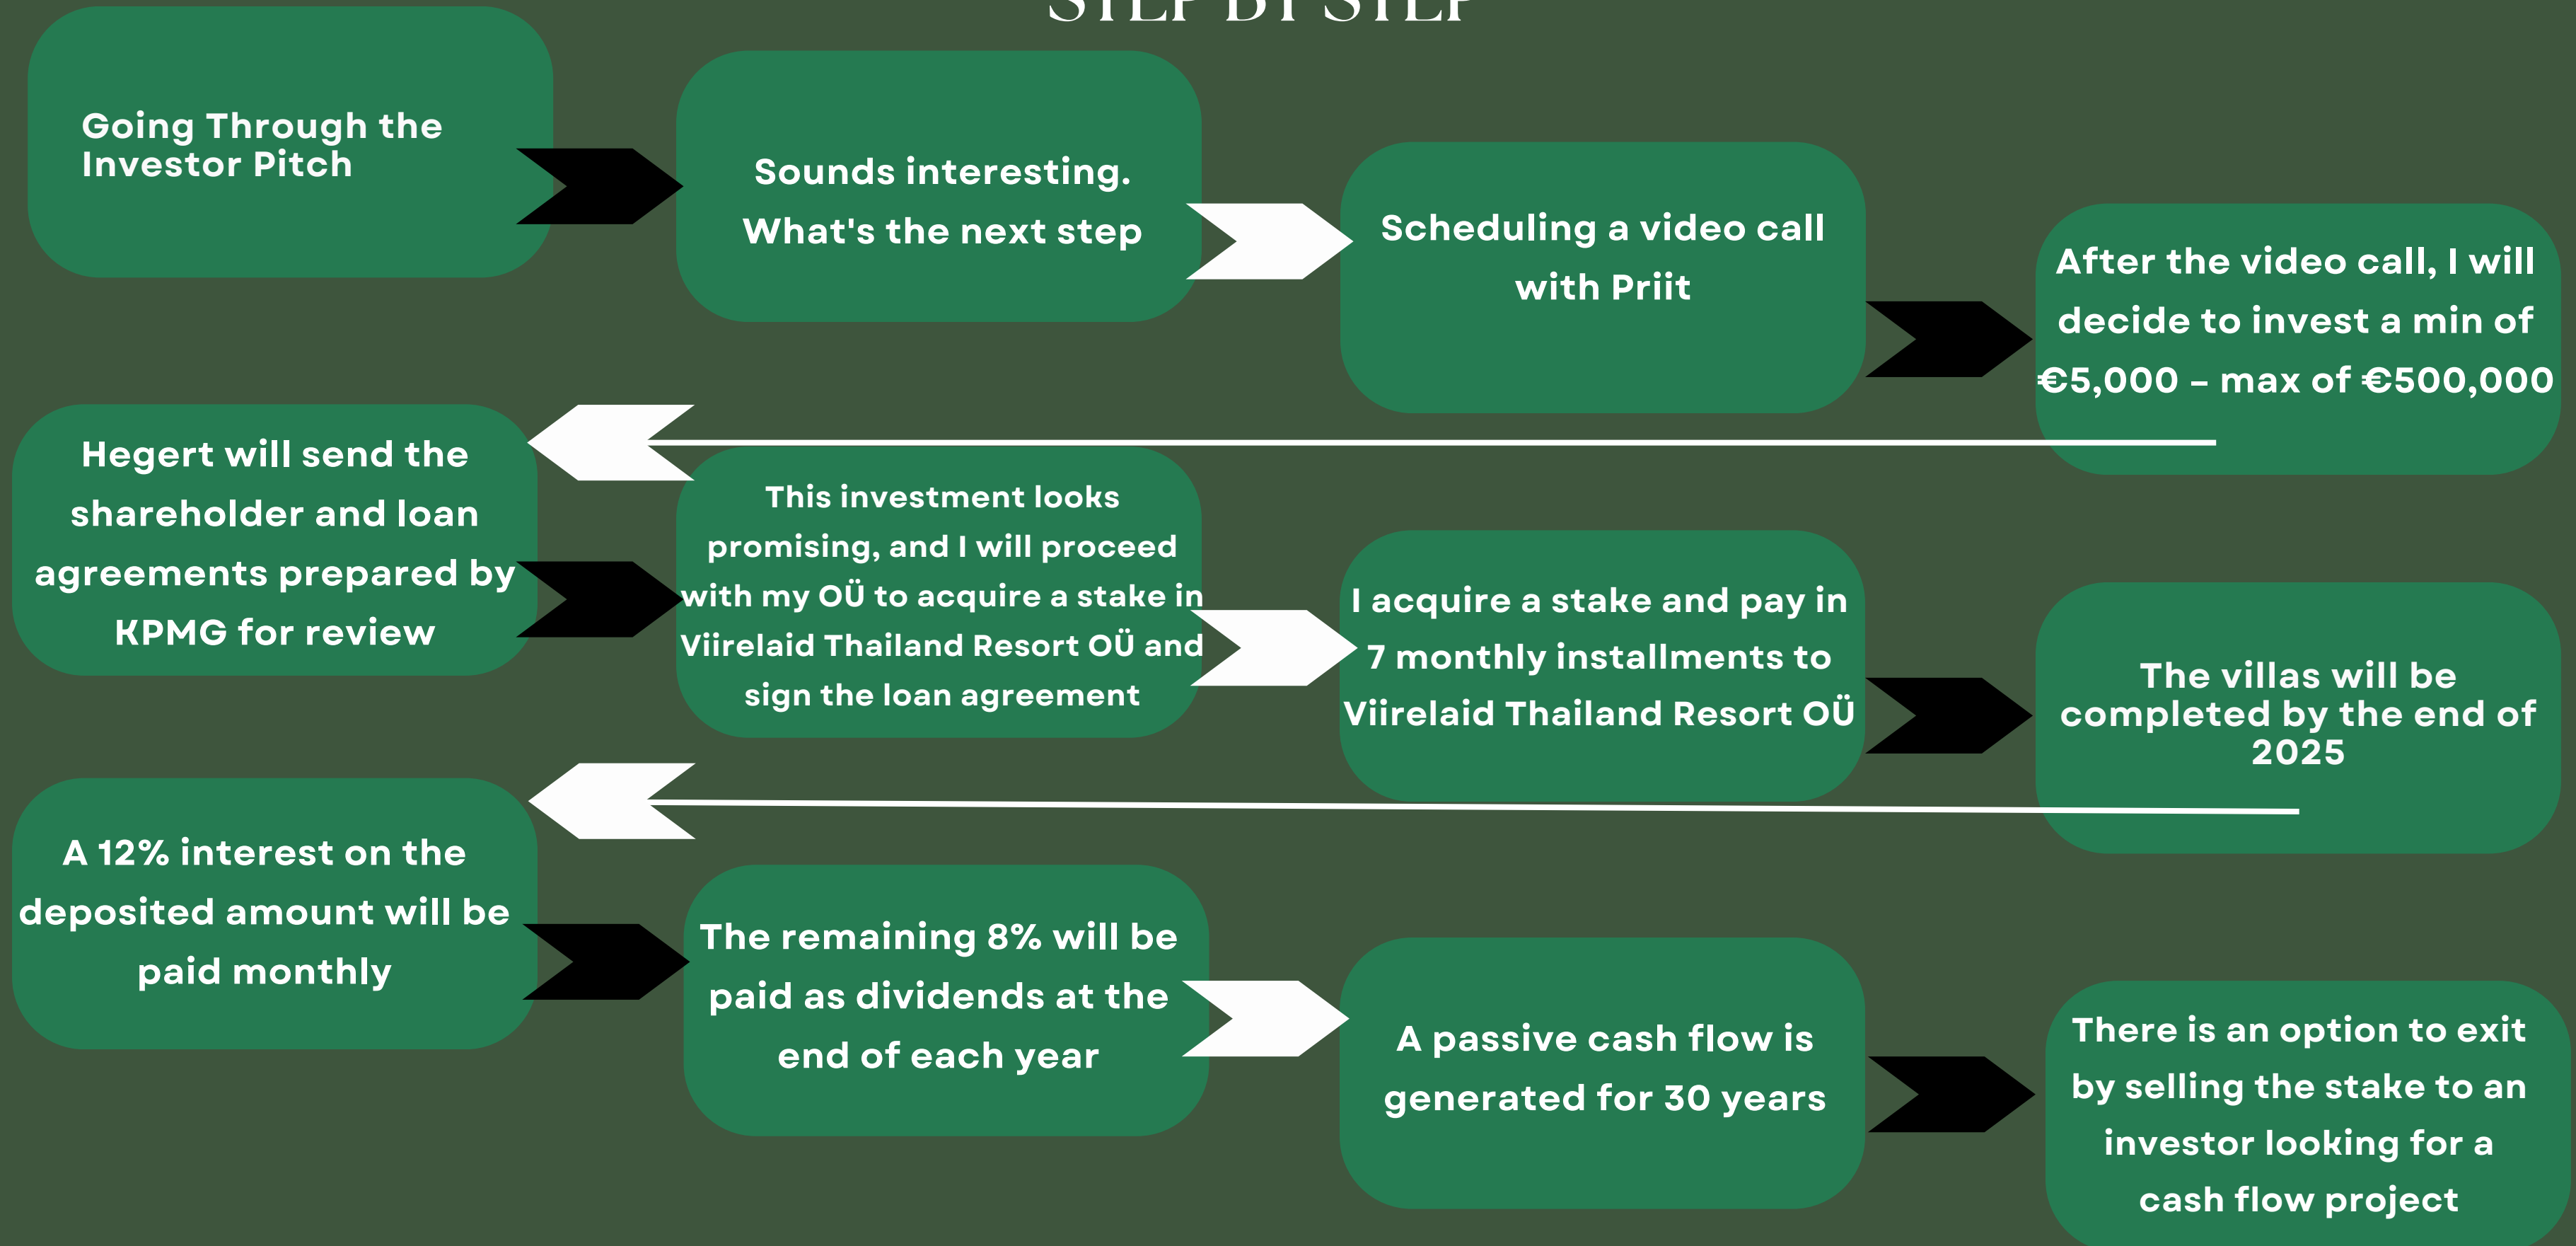 STEP BY STEP
Going Through the
Investor Pitch
Sounds interesting.
What's the next step
Scheduling a video call
with Priit
After the video call, I will
decide to invest a min of
€5,000 – max of €500,000
Hegert will send the
shareholder and loan
agreements prepared by
KPMG for review
This investment looks
promising, and I will proceed
with my OÜ to acquire a stake in
Viirelaid Thailand Resort OÜ and
sign the loan agreement
I acquire a stake and pay in
7 monthly installments to
Viirelaid Thailand Resort OÜ
The villas will be
completed by the end of
2025
A 12% interest on the
deposited amount will be
paid monthly
The remaining 8% will be
paid as dividends at the
end of each year
A passive cash flow is
generated for 30 years
There is an option to exit
by selling the stake to an
investor looking for a
cash flow project